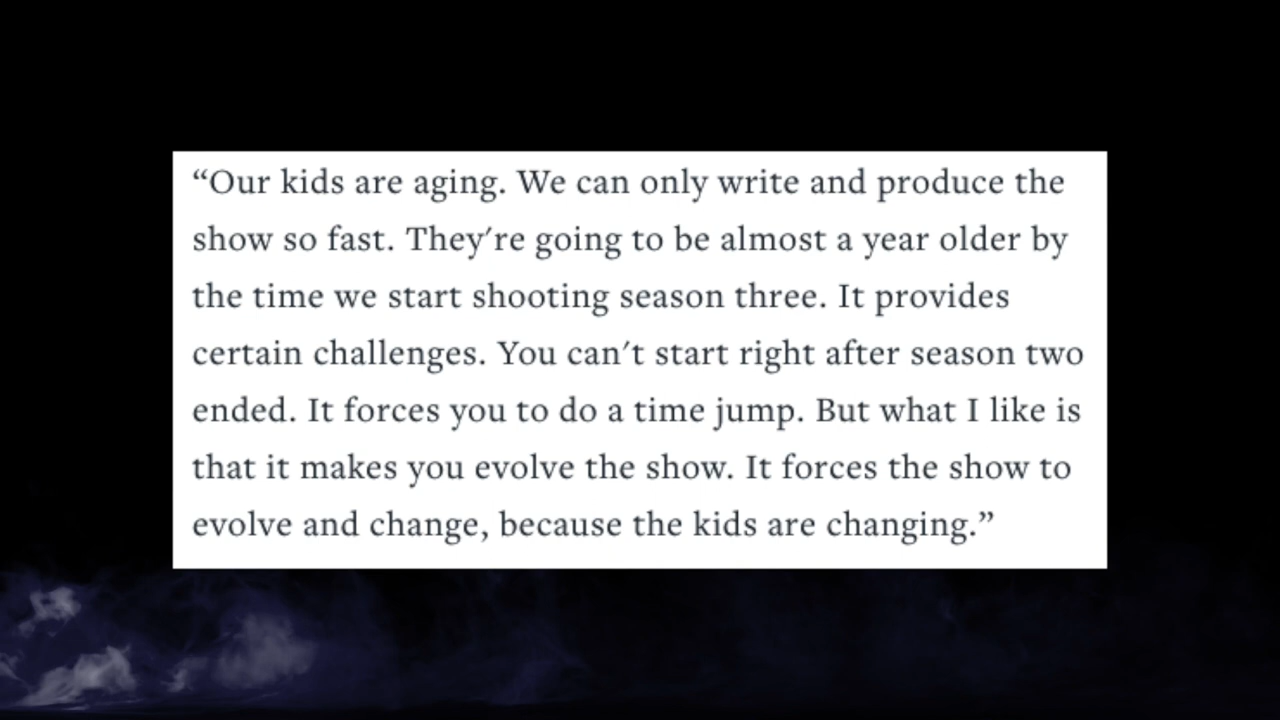 “Our kids are aging. We can only write and produce the
show so fast. They're going to be almost a year older by
the time we start shooting season three. It provides
certain challenges. You can't start right after season two
ended. It forces you to do a time jump. But what I like is
that it makes you evolve the show. It forces the show to
evolve and change, because the kids are changing.”